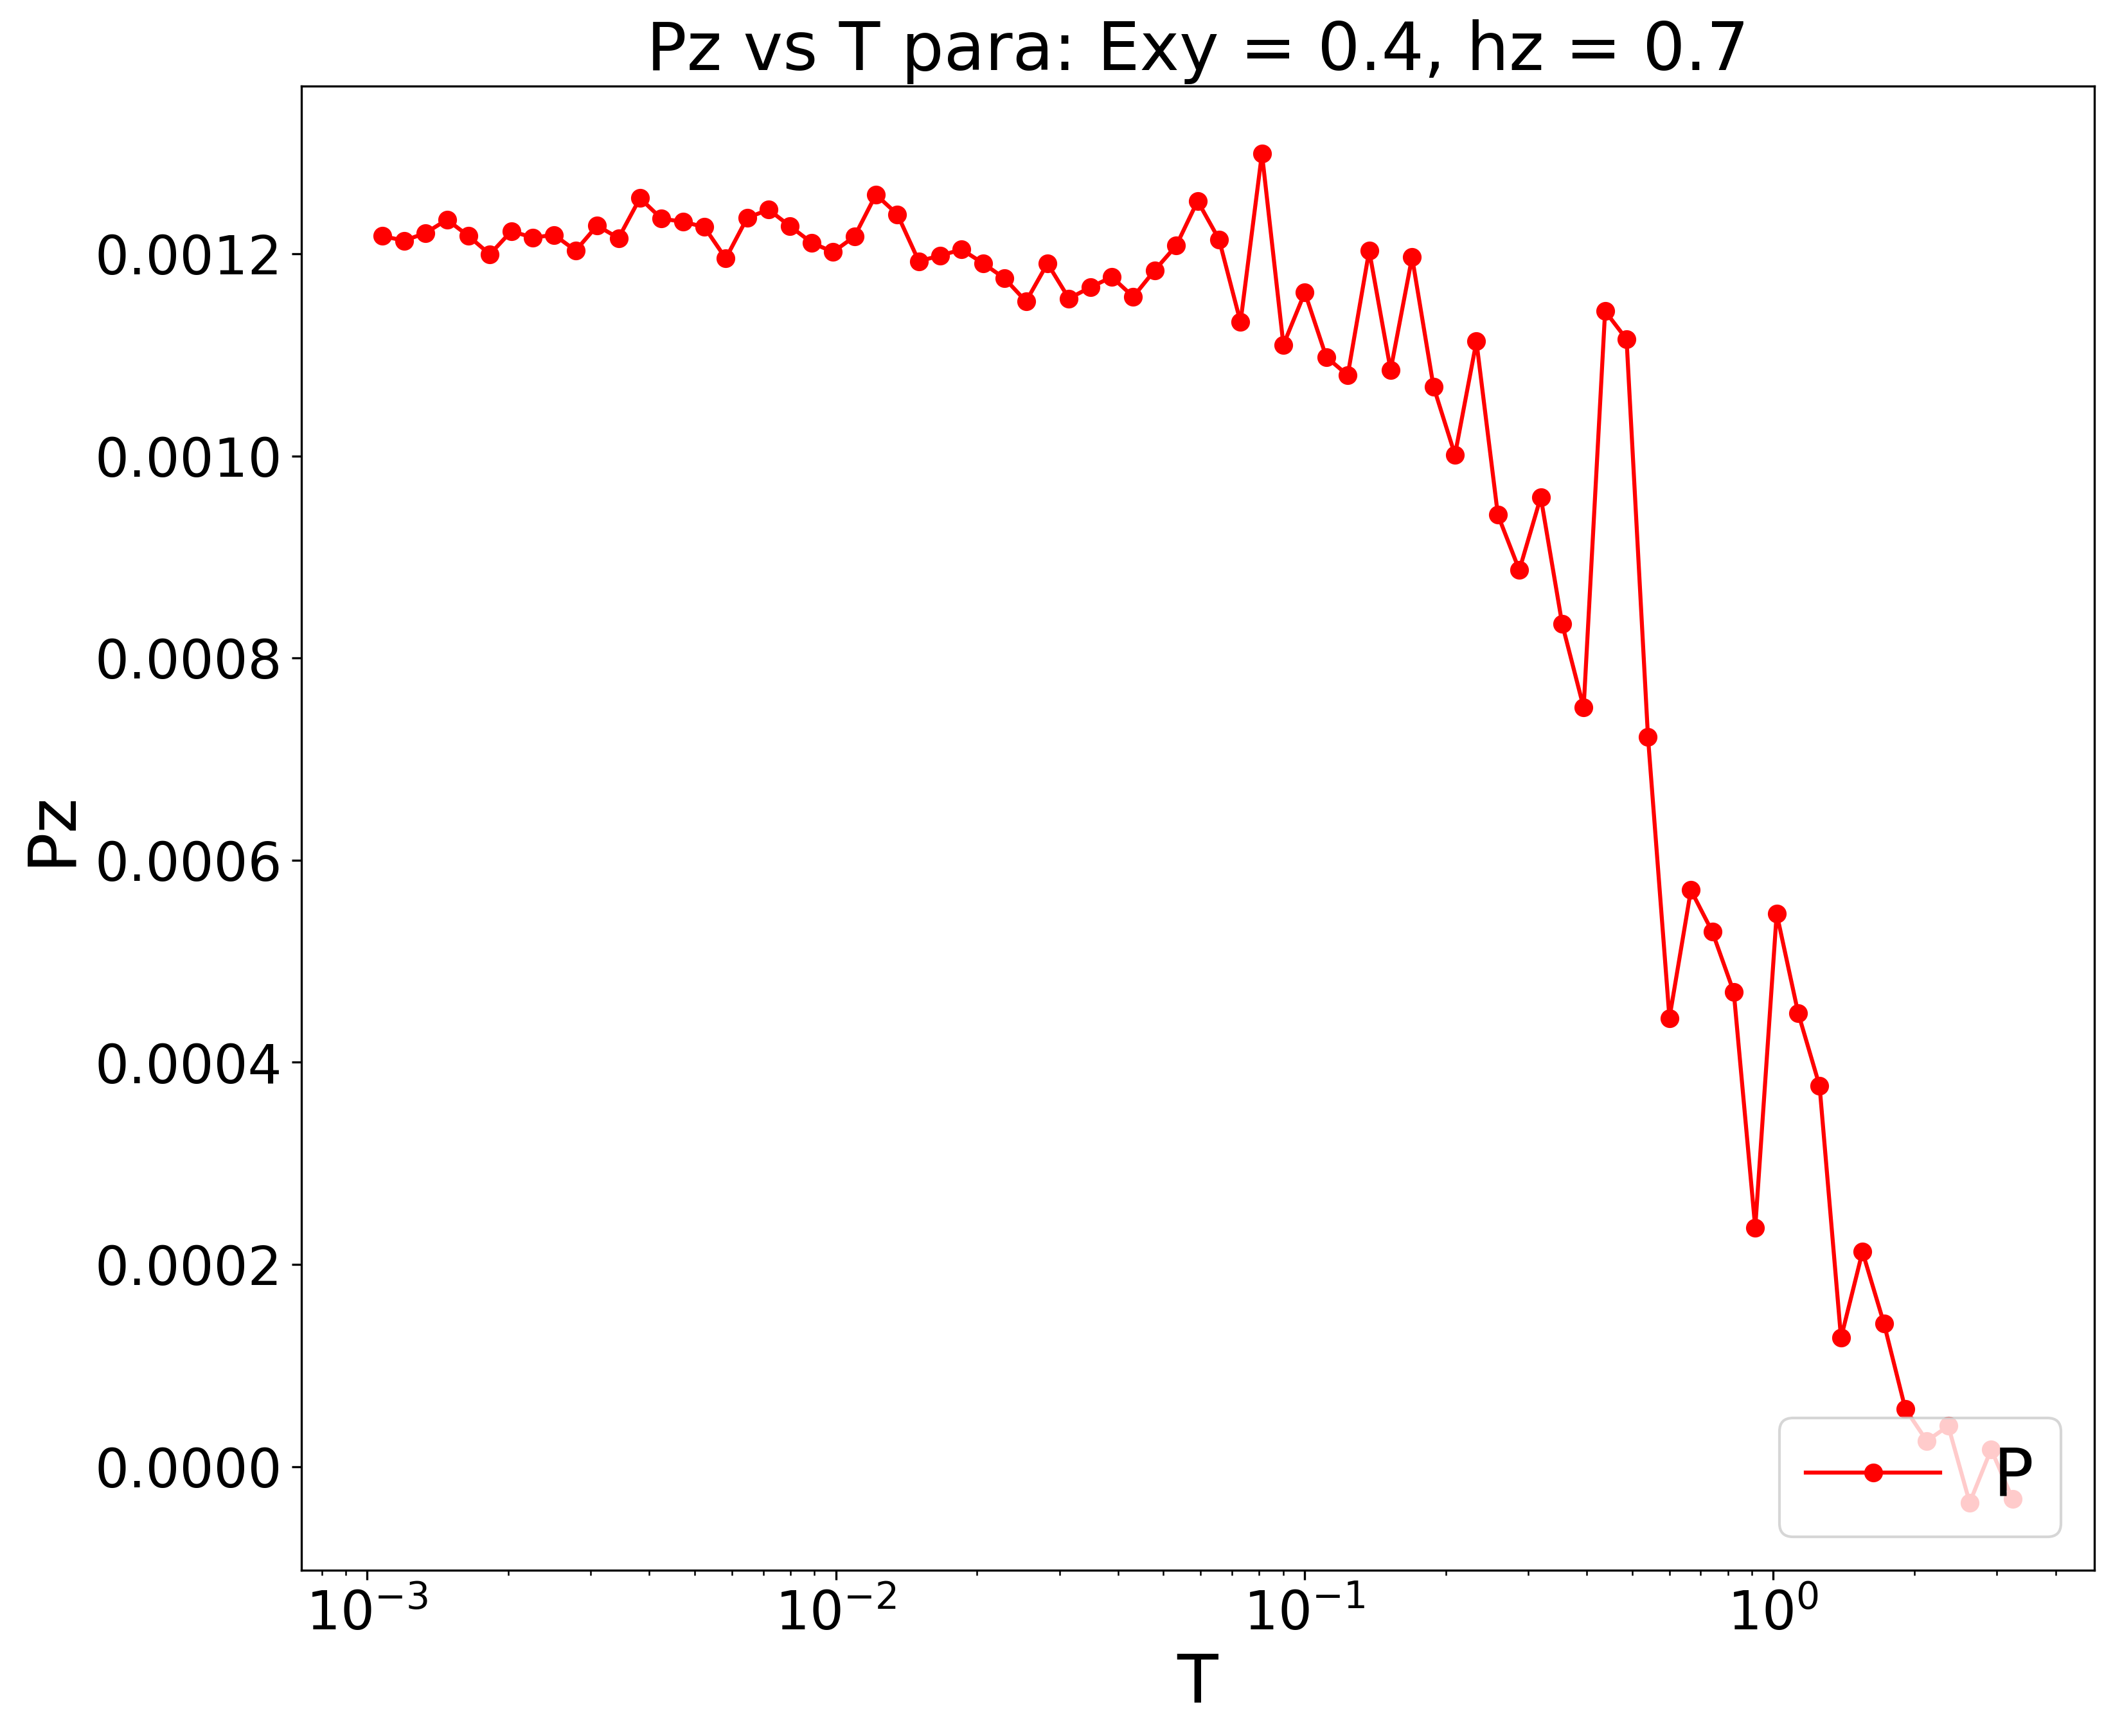 Pz vs T para: Exy = 0.4, hz = 0.7
Pz
0.0012
0.0010
0.0008
0.0006
0.0004
0.0002
0.0000
P
10⁻³ 10⁻² 10⁻¹ 10⁰
T